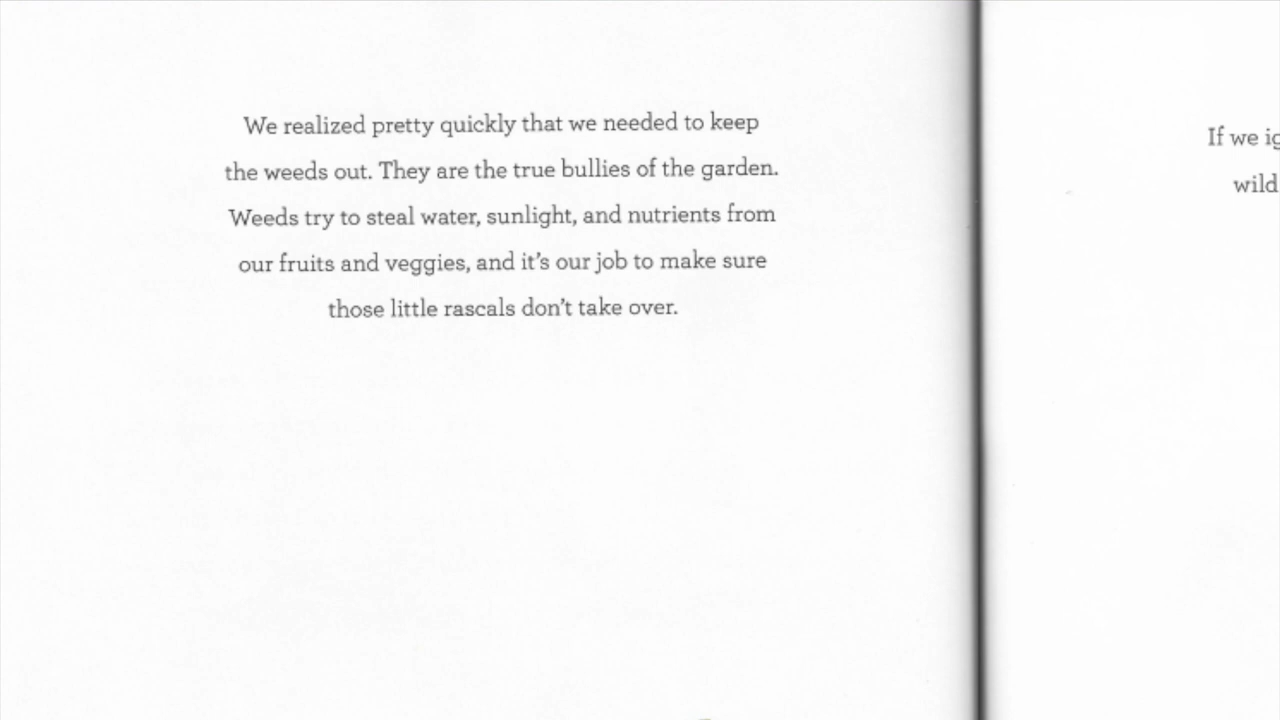 We realized pretty quickly that we needed to keep
the weeds out. They are the true bullies of the garden.
Weeds try to steal water, sunlight, and nutrients from
our fruits and veggies, and it's our job to make sure
those little rascals don't take over.
If we
wild